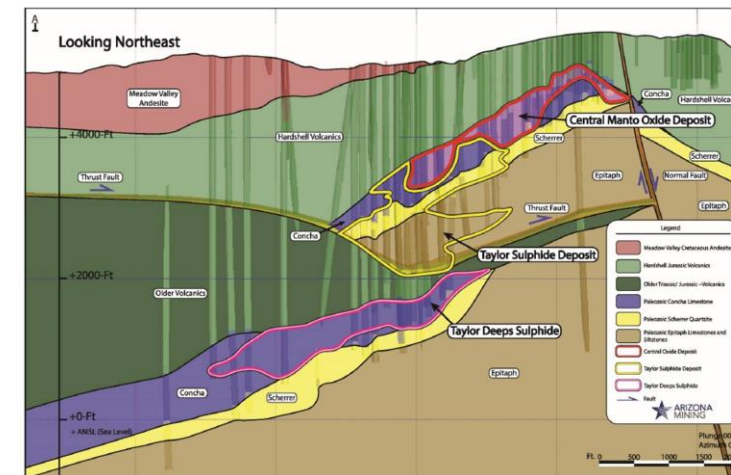 A
Looking Northeast
Meadow Valley
Andesite
Concha
Hardshell Volca
Central Manto Oxide Deposit
+4000-Ft
Hardshell Volcanics
Scherrer
Scherrer
Thrust Fault
Epitaph
Normal Fault
Thrust Fault
Epitaph
Concha
Taylor Sulphide Deposit
+2000-Ft
Older Volcanics
Taylor Deeps Sulphide
Epitaph
Concha
Scherrer
+0-Ft
+ AMSL (Sea Level)
Legend
Meadow Valley Cretaceous Andesite
Hardshell Jurassic Volcanics
Older Triassic/ Jurassic -Volcanics
Paleozoic Concha Limestone
Paleozoic Scherrer Quartzite
Paleozoic Epitaph Limestones and
Siltstones
Central Oxide Deposit
Taylor Sulphide Deposit
Taylor Deeps Sulphide
Fault
ARIZONA
MINING
Plunge 00
Azimuth
Ft. 0 500 1000 1500